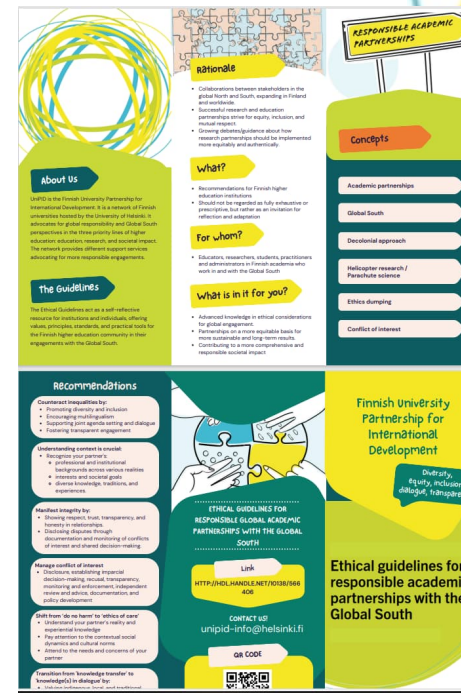 About Us
UniPID is the Finnish University Partnership for
International Development. It is a network of Finnish
universities hosted by the University of Helsinki. It
advocates for global responsibility and Global South
perspectives in the three priority lines of higher
education: education, research, and societal impact.
The network provides different support services
advocating for more responsible engagements.
The Guidelines
The Ethical Guidelines act as a self-reflective
resource for institutions and individuals, offering
values, principles, standards, and practical tools for
the Finnish higher education community in their
engagements with the Global South.
Rationale
Collaborations between stakeholders in the
global North and South, expanding in Finland
and worldwide.
Successful research and education
partnerships strive for equity, inclusion, and
mutual respect.
Growing debates/guidance about how
research partnerships should be implemented
more equitably and authentically.
What?
Recommendations for Finnish higher
education institutions
Should not be regarded as fully exhaustive or
prescriptive, but rather as an invitation for
reflection and adaptation
For whom?
Educators, researchers, students, practitioners
and administrators in Finnish academia who
work in and with the Global South
What is in it for you?
Advanced knowledge in ethical considerations
for global engagement.
Partnerships on a more equitable basis for
more sustainable and long-term results.
Contributing to a more comprehensive and
responsible societal impact
RESPONSIBLE ACADEMIC
PARTNERSHIPS
Concepts
Academic partnerships
Global South
Decolonial approach
Helicopter research /
Parachute science
Ethics dumping
Conflict of interest
Recommendations
Counteract inequalities by:
Promoting diversity and inclusion
Encouraging multilingualism
Supporting joint agenda setting and dialogue
Fostering transparent engagement
Understanding context is crucial:
Recognize your partner's:
professional and institutional
backgrounds across various realities
interests and societal goals
diverse knowledge, traditions, and
experiences.
Manifest integrity by:
Showing respect, trust, transparency, and
honesty in relationships.
Disclosing disputes through
documentation and monitoring of conflicts
of interest and shared decision-making.
Manage conflict of interest
Disclosure, establishing impartial
decision-making, recusal, transparency,
monitoring and enforcement, independent
review and advice, documentation, and
policy development
Shift from 'do no harm' to 'ethics of care'
Understand your partner's reality and
experiential knowledge
Pay attention to the contextual social
dynamics and cultural norms
Attend to the needs and concerns of your
partner
Transition from 'knowledge transfer' to
'knowledge(s) in dialogue' by:
Valuing indigenous, local, and traditional
ETHICAL GUIDELINES FOR
RESPONSIBLE GLOBAL ACADEMIC
PARTNERSHIPS WITH THE GLOBAL
SOUTH
Link
HTTP://HDL.HANDLE.NET/10138/566
406
CONTACT US!
unipid-info@helsinki.fi
QR CODE
Finnish University
Partnership for
International
Development
Diversity,
equity, inclusion
dialogue, transpare
Ethical guidelines for
responsible academi
partnerships with the
Global South